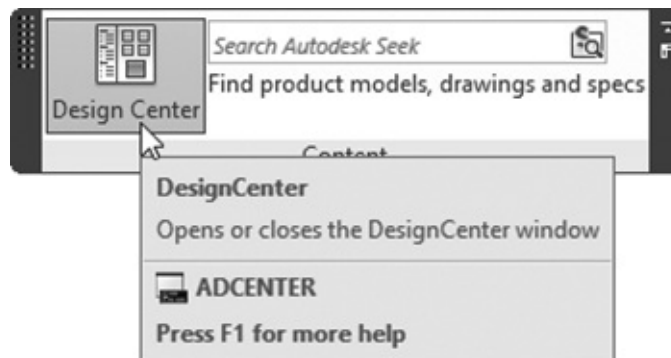 Search Autodesk Seek
Find product models, drawings and specs
Design Center
Content
DesignCenter
Opens or closes the DesignCenter window
ADCENTER
Press F1 for more help